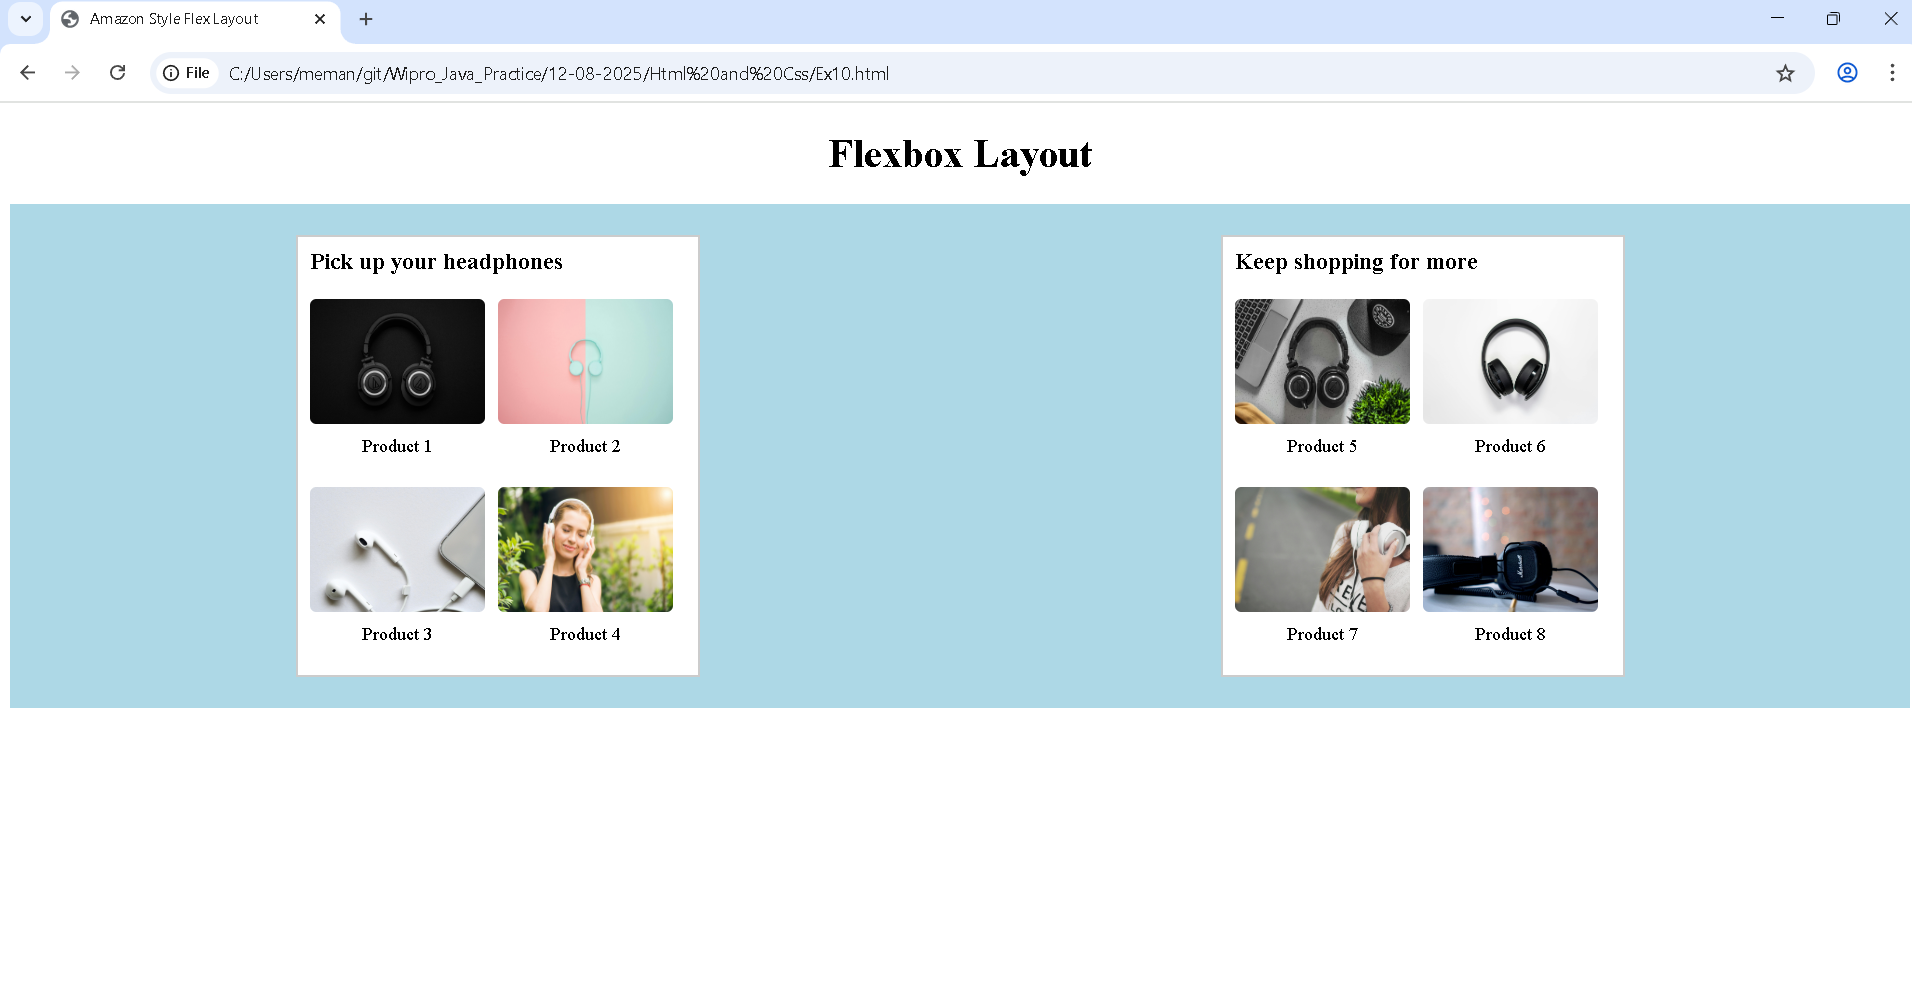 Amazon Style Flex Layout
File
C:/Users/meman/git/Wipro_Java_Practice/12-08-2025/Html%20and%20Css/Ex10.html
Flexbox Layout
Pick up your headphones
Product 1
Product 2
Product 3
Product 4
Keep shopping for more
Product 5
Product 6
Product 7
Product 8
Marshall